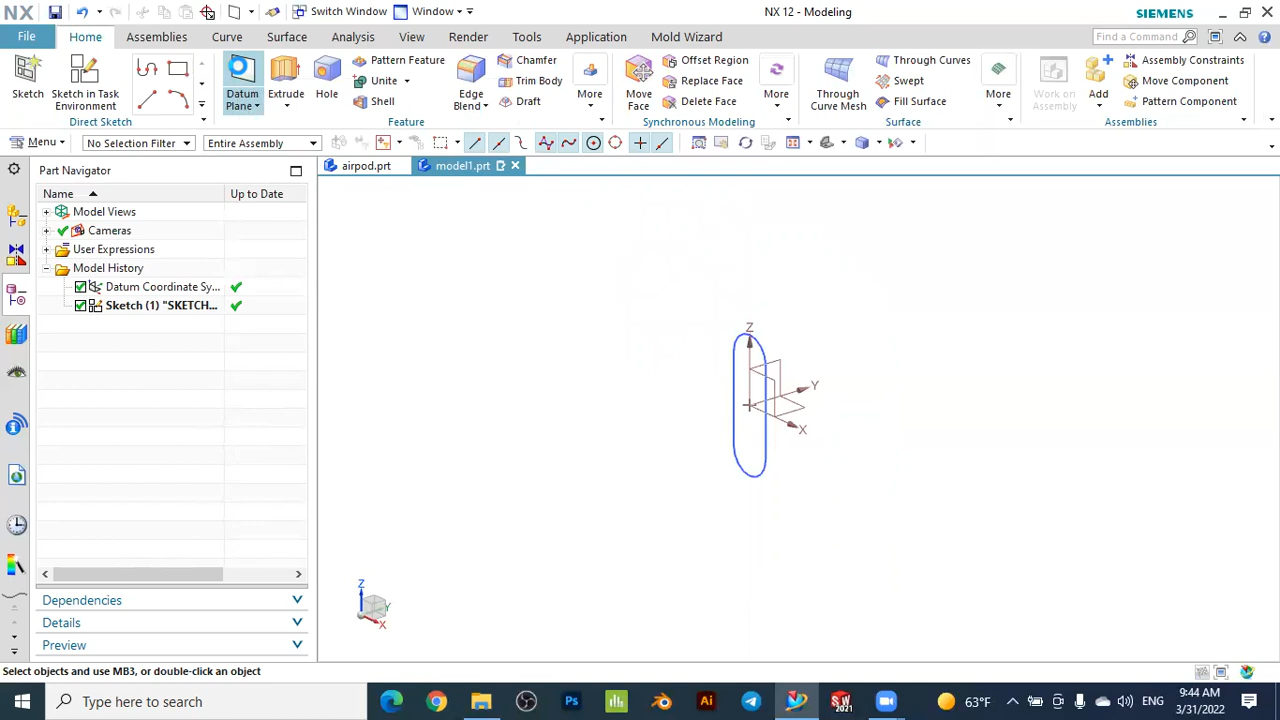 NX
Switch Window
Window
NX 12 - Modeling
SIEMENS
File
Home
Assemblies
Curve
Surface
Analysis
View
Render
Tools
Application
Mold Wizard
Find a Command
Sketch
Sketch in Task
Environment
Direct Sketch
Datum
Plane
Extrude
Hole
Pattern Feature
Unite
Shell
Edge
Blend
Chamfer
Trim Body
Draft
More
Feature
Move
Face
Offset Region
Replace Face
Delete Face
More
Synchronous Modeling
Through
Curve Mesh
Through Curves
Swept
Fill Surface
More
Surface
Work on
Assembly
Add
Assembly Constraints
Move Component
Pattern Component
Assemblies
Menu
No Selection Filter
Entire Assembly
Part Navigator
airpod.prt
model1.prt
Name
Up to Date
Model Views
Cameras
User Expressions
Model History
Datum Coordinate Sy...
Sketch (1) "SKETCH...
Z
Y
X
Z
Y
X
Dependencies
Details
Preview
Select objects and use MB3, or double-click an object
Type here to search
Ps
Ai
SW
2021
63°F
ENG
9:44 AM
3/31/2022